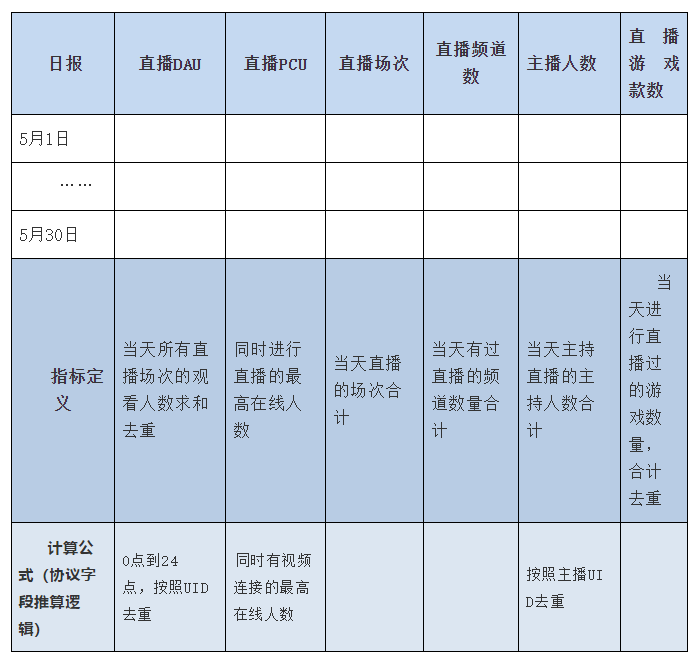 日报
直播DAU
直播PCU
直播场次
直播频道
数
主播人数
直播
游戏
款数
5月1日
……
5月30日
指标定
义
当天所有直
播场次的观
看人数求和
去重
同时进行
直播的最
高在线人
数
当天直播
的场次合
计
当天有过
直播的频
道数量合
计
当天主持
直播的主
持人数合
计
当
天进
行直
播过
的游
戏数
量，
合计
去重
计算公
式（协议字
段推算逻
辑）
0点到24
点，按照UID
去重
同时有视频
连接的最高
在线人数
按照主播UI
D去重